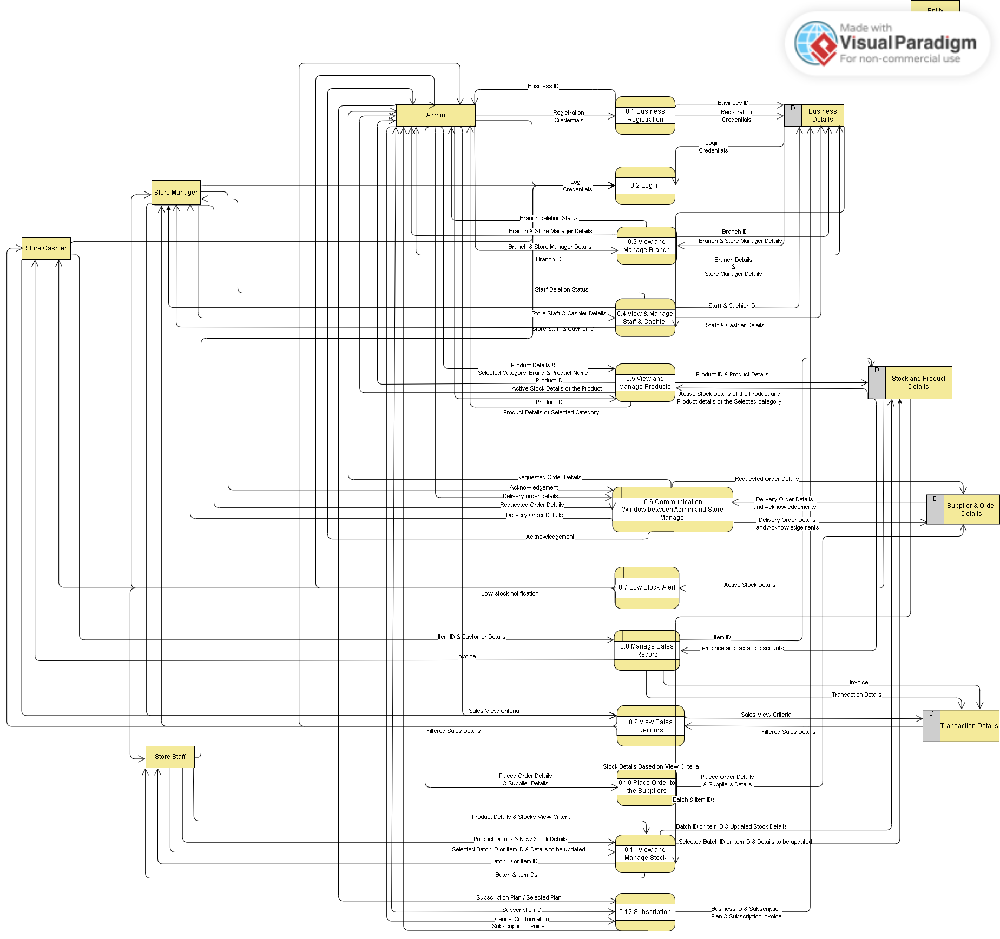 Entity
Made with
Visual Paradigm
For non-commercial use
Business ID
Admin
Registration
Credentials
0.1 Business
Registration
Business ID
Registration
Credentials
D
Business
Details
Login
Credentials
Store Manager
Login
Credentials
0.2 Log in
Branch deletion Status
Branch & Store Manager Details
Branch & Store Manager Details
Branch ID
0.3 View and
Manage Branch
Branch ID
Branch & Store Manager Details
Branch Details
&
Store Manager Details
Store Cashier
Staff Deletion Status
Store Staff & Cashier Details
Store Staff & Cashier ID
0.4 View & Manage
Staff & Cashier
Staff & Cashier ID
Staff & Cashier Delails
Product Details &
Selected Category, Brand & Product Name
Product ID
Active Stock Details of the Product
Product ID
Product Details of Selected Category
0.5 View and
Manage Products
Product ID & Product Details
Active Stock Details of the Product and
Product details of the Selected category
D
Stock and Product
Details
Requested Order Details
Acknowledgement
Delivery order details
Requested Order Details
Delivery Order Details
Acknowledgement
0.6 Communication
Window between Admin and Store
Manager
Requested Order Details
Delivery Order Details
and Acknowledgements
Delivery Order Details
and Acknowledgements
D
Supplier & Order
Details
0.7 Low Stock Alert
Active Stock Details
Low stock notification
Item ID & Customer Details
Invoice
0.8 Manage Sales
Record
Item ID
Item price and tax and discounts
Invoice
Transaction Details
Sales View Criteria
Filtered Sales Details
0.9 View Sales
Records
Sales View Criteria
Filtered Sales Details
D
Transaction Details
Store Staff
Stock Details Based on View Criteria
Placed Order Details
& Supplier Details
0.10 Place Order to
the Suppliers
Placed Order Details
& Suppliers Details
Batch & Item IDs
Product Details & Stocks View Criteria
Product Details & New Stock Details
Selected Batch ID or Item ID & Details to be updated
Batch ID or Item ID
Batch & Item IDs
0.11 View and
Manage Stock
Batch ID or Item ID & Updated Stock Details
Selected Batch ID or Item ID & Details to be updated
Subscription Plan / Selected Plan
Subscription ID
Cancel Conformation
Subscription Invoice
0.12 Subscription
Business ID & Subscription
Plan & Subscription Invoice